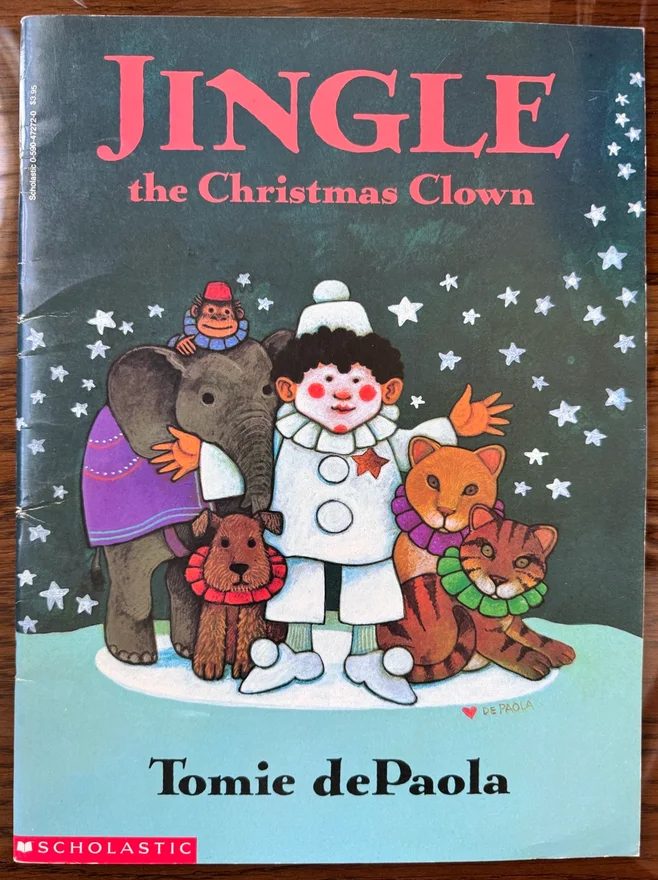 Scholastic 0-590-47272-0 $3.95
JINGLE
the Christmas Clown
DE PAOLA
Tomie dePaola
SCHOLASTIC